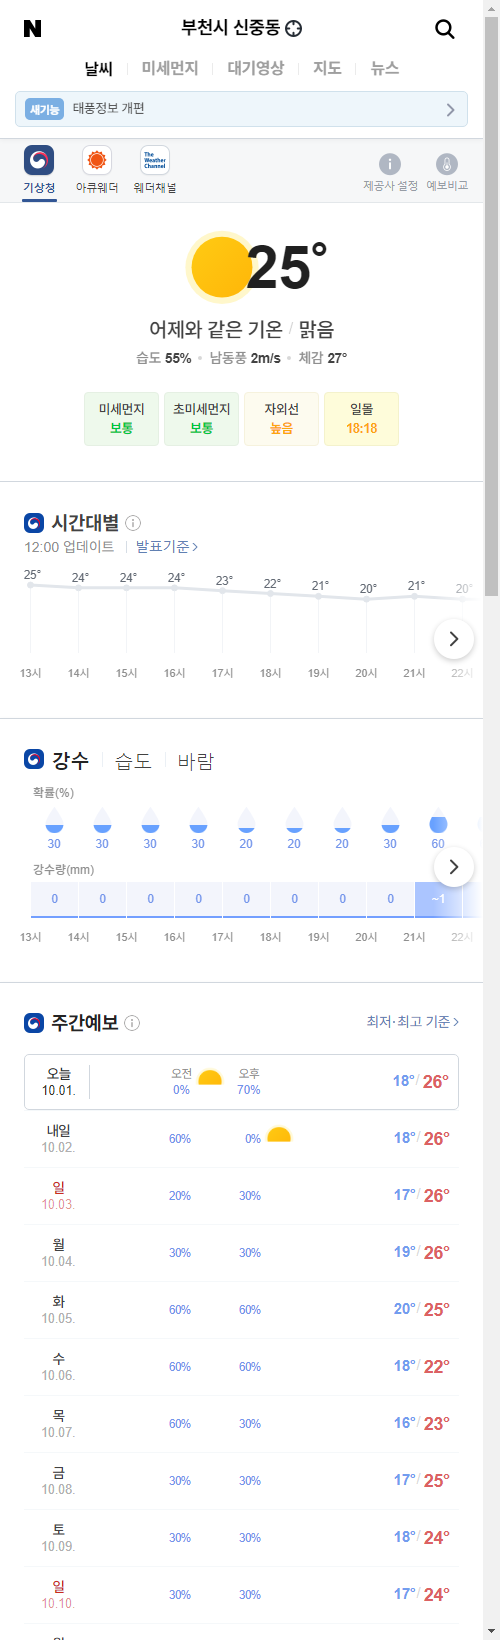 N
부천시 신중동
날씨 미세먼지 대기영상 지도 뉴스
새기능 태풍정보 개편
The Weather Channel
기상청 아큐웨더 웨더채널 제공사 설정 예보비교
25°
어제와 같은 기온 / 맑음
습도 55% 남동풍 2m/s 체감 27°
미세먼지 초미세먼지 자외선 일몰
보통 보통 높음 18:18
시간대별
12:00 업데이트 발표기준 >
25° 24° 24° 24° 23° 22° 21° 20° 21° 20°
13시 14시 15시 16시 17시 18시 19시 20시 21시 22시
강수 습도 바람
확률(%)
30 30 30 30 20 20 20 30 60
강수량(mm)
0 0 0 0 0 0 0 0 ~1
13시 14시 15시 16시 17시 18시 19시 20시 21시 22시
주간예보 최저·최고 기준 >
오늘 오전 오후
10.01. 0% 70% 18° / 26°
내일
10.02. 60% 0% 18° / 26°
일
10.03. 20% 30% 17° / 26°
월
10.04. 30% 30% 19° / 26°
화
10.05. 60% 60% 20° / 25°
수
10.06. 60% 60% 18° / 22°
목
10.07. 60% 30% 16° / 23°
금
10.08. 30% 30% 17° / 25°
토
10.09. 30% 30% 18° / 24°
일
10.10. 30% 30% 17° / 24°